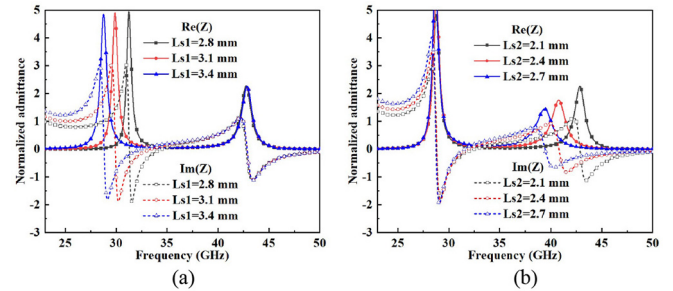 (a)
Re(Z)
Ls1=2.8 mm
Ls1=3.1 mm
Ls1=3.4 mm
Im(Z)
Ls1=2.8 mm
Ls1=3.1 mm
Ls1=3.4 mm
Normalized admittance
5
4
3
2
1
0
-1
-2
-3
25 30 35 40 45 50
Frequency (GHz)
(a)
(b)
Re(Z)
Ls2=2.1 mm
Ls2=2.4 mm
Ls2=2.7 mm
Im(Z)
Ls2=2.1 mm
Ls2=2.4 mm
Ls2=2.7 mm
Normalized admittance
5
4
3
2
1
0
-1
-2
-3
25 30 35 40 45 50
Frequency (GHz)
(b)